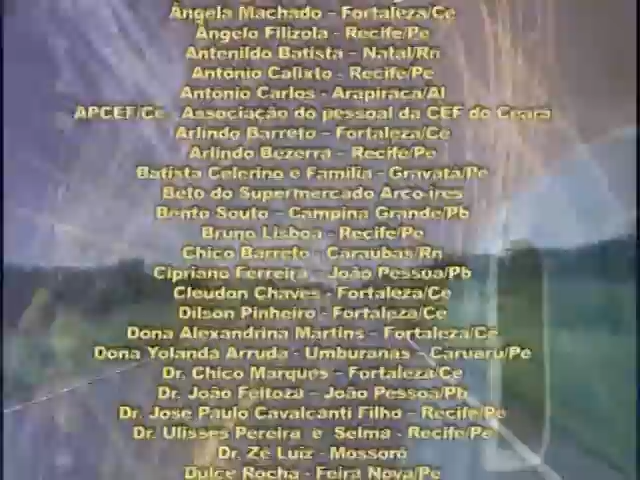 Ângela Machado - Fortaleza/Ce
Ângelo Filizola - Recife/Pe
Antenildo Batista - Natal/Rn
Antônio Calixto - Recife/Pe
Antônio Carlos - Arapiraca/Al
APCEF/Ce - Associação do pessoal da CEF do Ceara
Arlindo Barreto - Fortaleza/Ce
Arlindo Bezerra - Recife/Pe
Batista Celerino e Família - Gravatá/Pe
Beto do Supermercado Arco-ires
Bento Souto - Campina Grande/Pb
Bruno Lisboa - Recife/Pe
Chico Barreto - Caraúbas/Rn
Cipriano Ferreira - João Pessoa/Pb
Cleudon Chaves - Fortaleza/Ce
Dilson Pinheiro - Fortaleza/Ce
Dona Alexandrina Martins - Fortaleza/Ce
Dona Yolanda Arruda - Umburanas - Caruaru/Pe
Dr. Chico Marques - Fortaleza/Ce
Dr. João Feitoza - João Pessoa/Pb
Dr. Jose Paulo Cavalcanti Filho - Recife/Pe
Dr. Ulisses Pereira e Selma - Recife/Pe
Dr. Zé Luiz - Mossoró
Dulce Rocha - Feira Nova/Pe